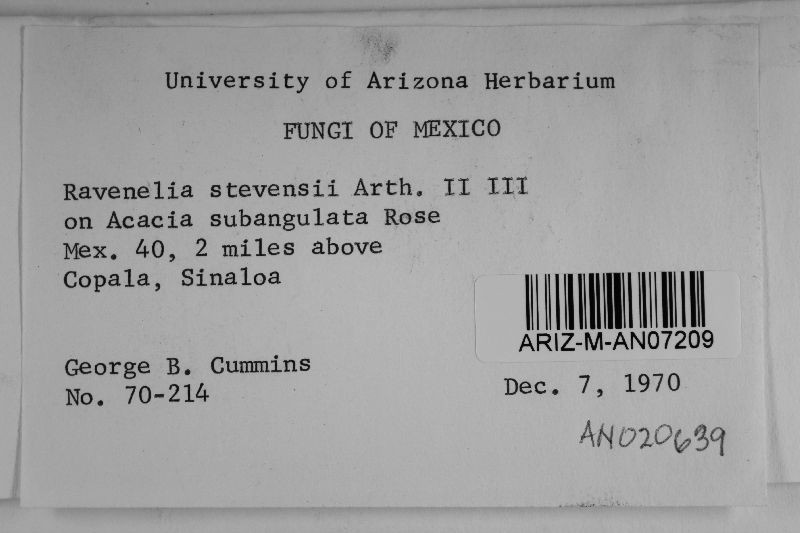 University of Arizona Herbarium
FUNGI OF MEXICO
Ravenelia stevensii Arth. II III
on Acacia subangulata Rose
Mex. 40, 2 miles above
Copala, Sinaloa
ARIZ-M-AN07209
George B. Cummins
No. 70-214
Dec. 7, 1970
AN020639